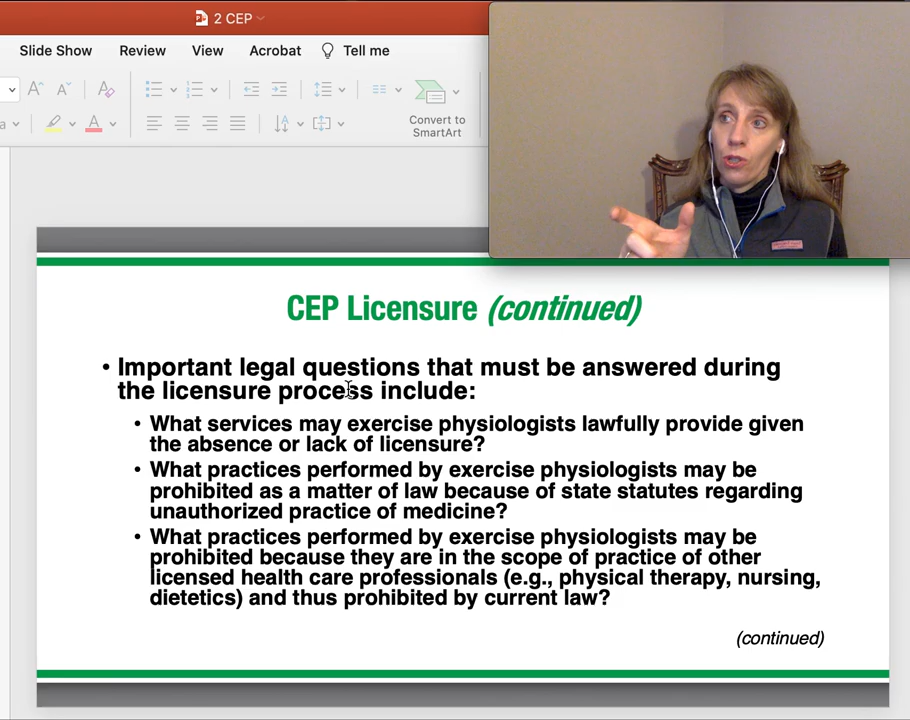 2 CEP
Slide Show
Review
View
Acrobat
Tell me
Convert to
SmartArt
CEP Licensure (continued)
• Important legal questions that must be answered during
the licensure process include:
• What services may exercise physiologists lawfully provide given
the absence or lack of licensure?
• What practices performed by exercise physiologists may be
prohibited as a matter of law because of state statutes regarding
unauthorized practice of medicine?
• What practices performed by exercise physiologists may be
prohibited because they are in the scope of practice of other
licensed health care professionals (e.g., physical therapy, nursing,
dietetics) and thus prohibited by current law?
(continued)